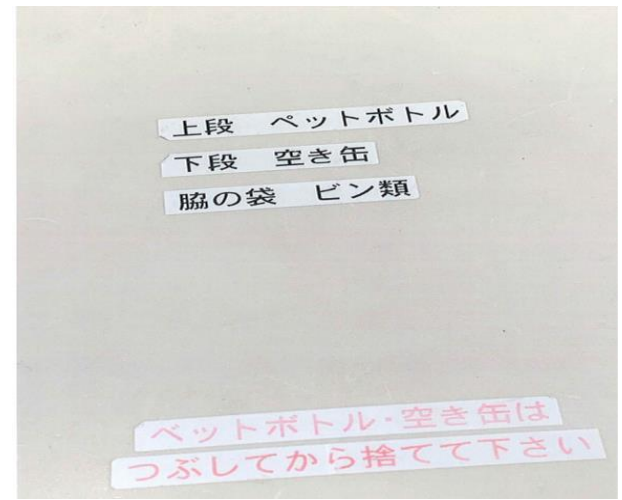 上段　ペットボトル
下段　空き缶
脇の袋　ビン類
ペットボトル・空き缶は
つぶしてから捨てて下さい